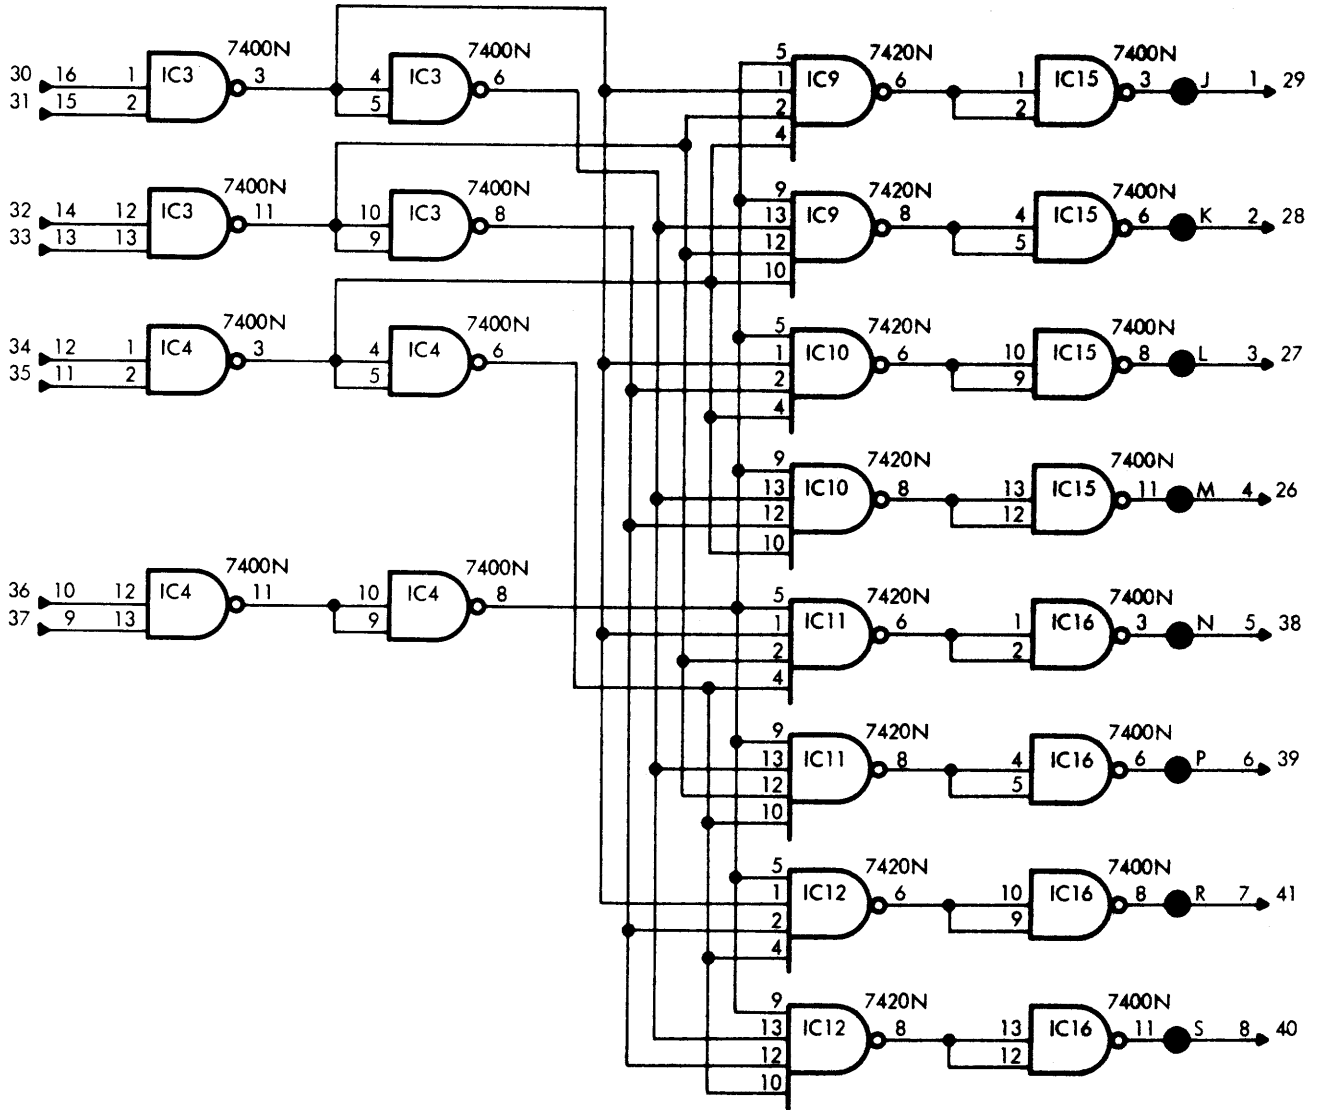 7400N 7400N 7420N 7400N
30 16 1 IC3 3 4 5 IC3 6 5 1 2 4 IC9 6 1 2 IC15 3 J 1 29
31 15 2
7400N 7400N 7420N 7400N
32 14 12 IC3 11 10 9 IC3 8 9 13 12 10 IC9 8 4 5 IC15 6 K 2 28
33 13 13
7400N 7400N 7420N 7400N
34 12 1 IC4 3 4 5 IC4 6 5 1 2 4 IC10 6 10 9 IC15 8 L 3 27
35 11 2
7420N 7400N
9 13 12 10 IC10 8 13 12 IC15 11 M 4 26
7400N 7400N 7420N 7400N
36 10 12 IC4 11 10 9 IC4 8 5 1 2 4 IC11 6 1 2 IC16 3 N 5 38
37 9 13
7420N 7400N
9 13 12 10 IC11 8 4 5 IC16 6 P 6 39
7420N 7400N
5 1 2 4 IC12 6 10 9 IC16 8 R 7 41
7420N 7400N
9 13 12 10 IC12 8 13 12 IC16 11 S 8 40